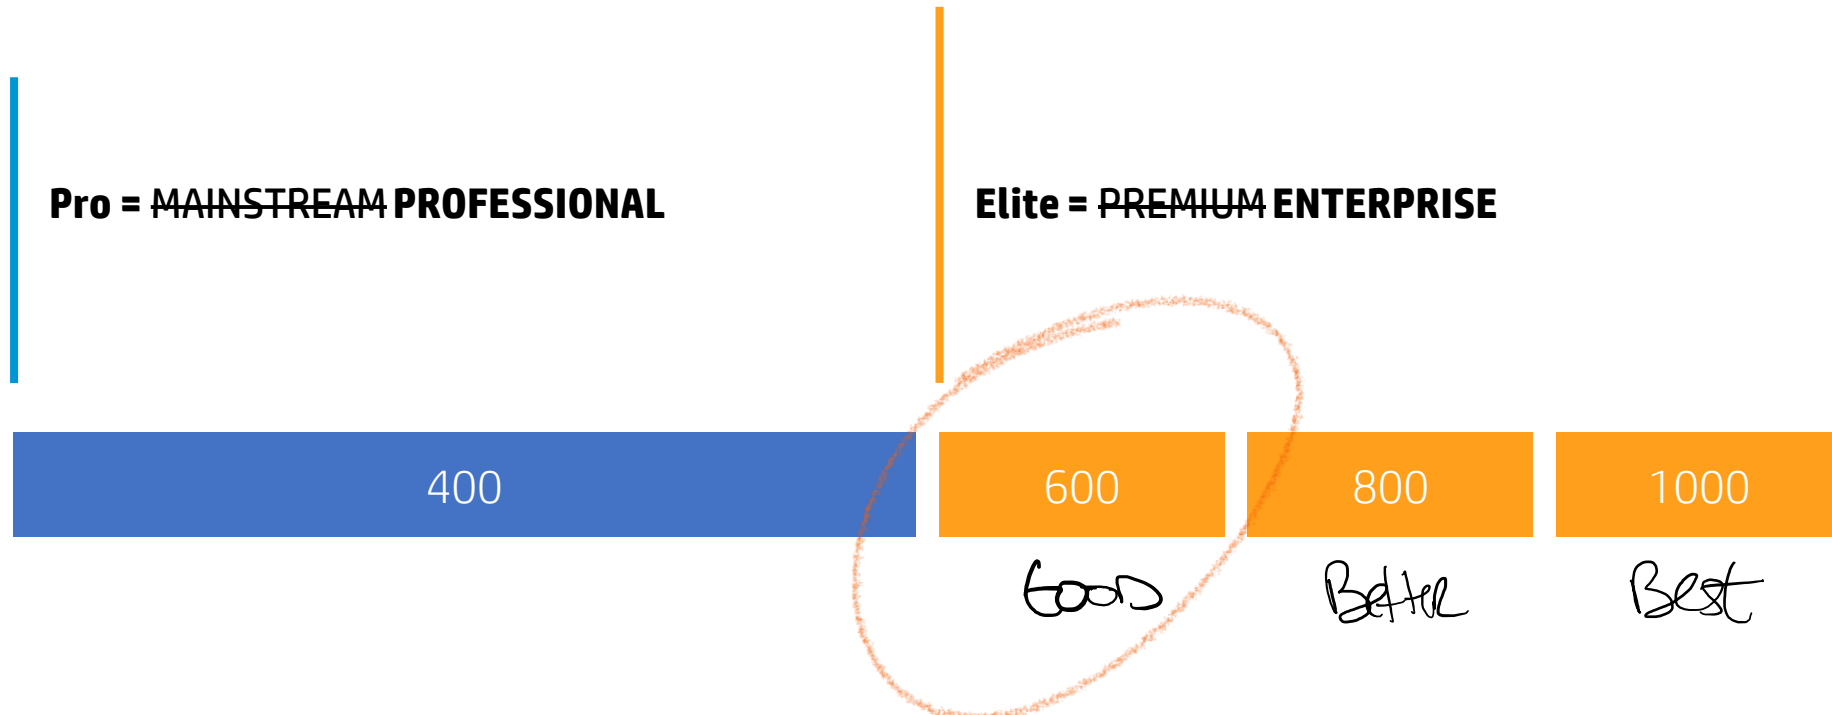 Pro = MAINSTREAM PROFESSIONAL
Elite = PREMIUM ENTERPRISE
400
600
800
1000
GOOD
Better
Best